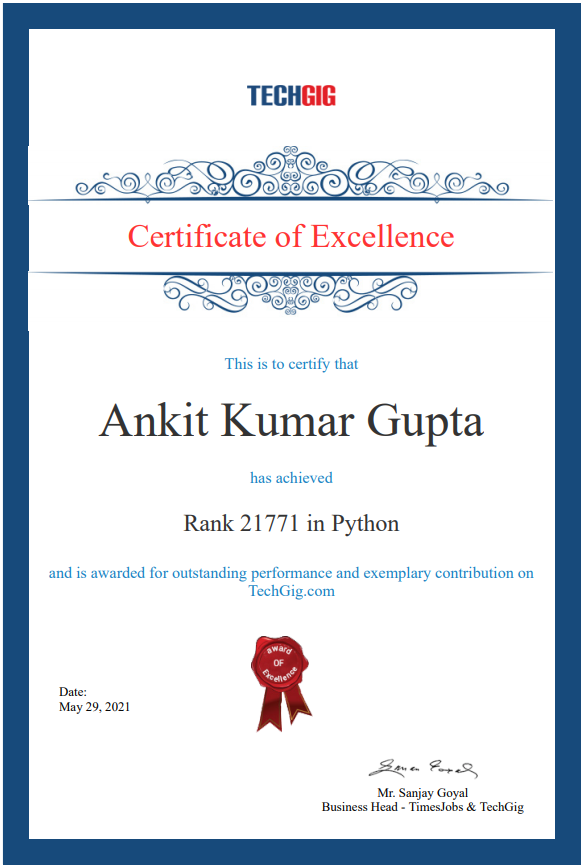 TECHGIG
Certificate of Excellence
This is to certify that
Ankit Kumar Gupta
has achieved
Rank 21771 in Python
and is awarded for outstanding performance and exemplary contribution on
TechGig.com
award
OF
Excellence
Date:
May 29, 2021
Mr. Sanjay Goyal
Business Head - TimesJobs & TechGig